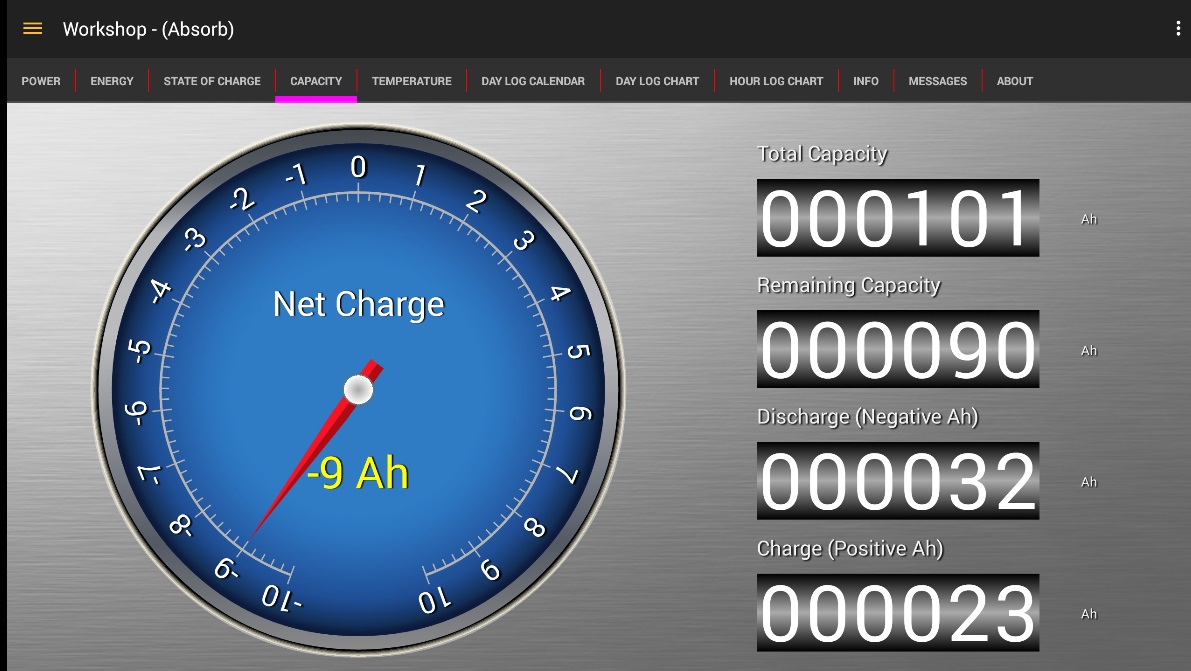 Workshop - (Absorb)
POWER ENERGY STATE OF CHARGE CAPACITY TEMPERATURE DAY LOG CALENDAR DAY LOG CHART HOUR LOG CHART INFO MESSAGES ABOUT
-10 -9 -8 -7 -6 -5 -4 -3 -2 -1 0 1 2 3 4 5 6 7 8 9 10
Net Charge
-9 Ah
Total Capacity
000101 Ah
Remaining Capacity
000090 Ah
Discharge (Negative Ah)
000032 Ah
Charge (Positive Ah)
000023 Ah